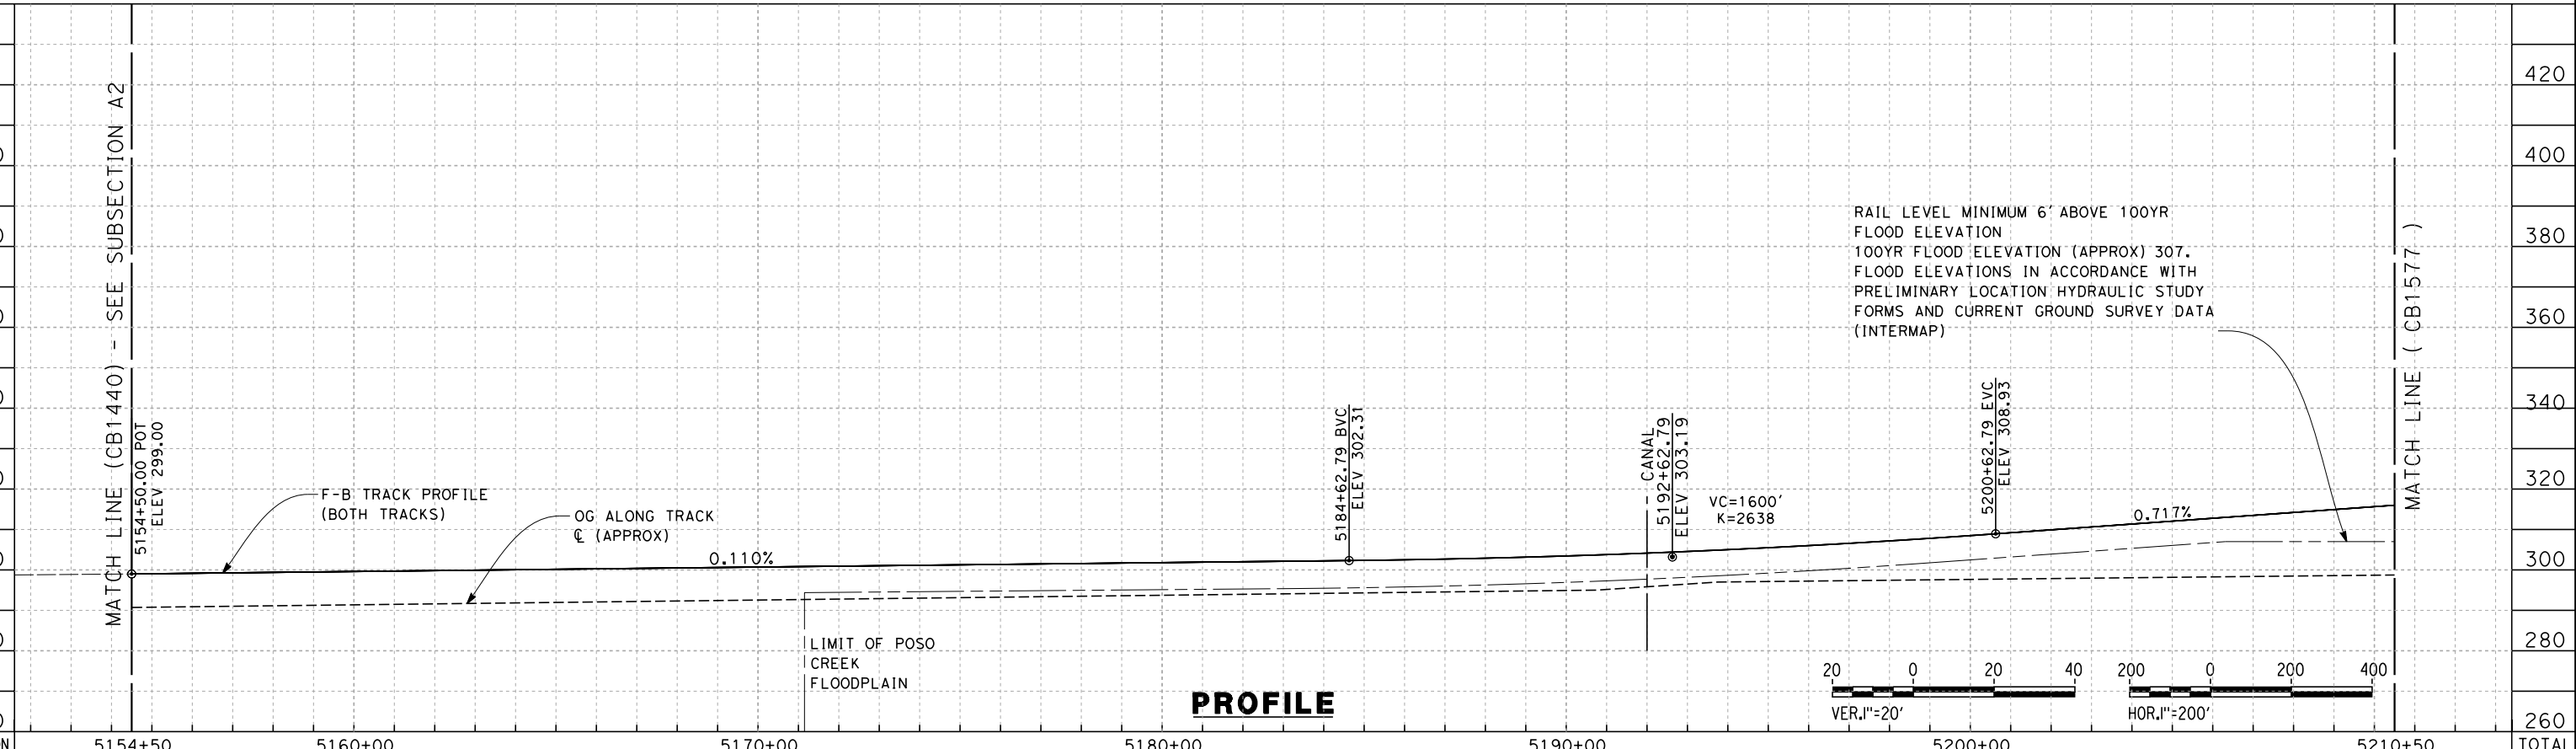 MATCH LINE (CB1440) - SEE SUBSECTION A2
5154+50.00 POT
ELEV 299.00
F-B TRACK PROFILE
(BOTH TRACKS)
OG ALONG TRACK
℄ (APPROX)
0.110%
LIMIT OF POSO
CREEK
FLOODPLAIN
5184+62.79 BVC
ELEV 302.31
CANAL
5192+62.79
ELEV 303.19
VC=1600'
K=2638
5200+62.79 EVC
ELEV 308.93
0.717%
RAIL LEVEL MINIMUM 6' ABOVE 100YR
FLOOD ELEVATION
100YR FLOOD ELEVATION (APPROX) 307.
FLOOD ELEVATIONS IN ACCORDANCE WITH
PRELIMINARY LOCATION HYDRAULIC STUDY
FORMS AND CURRENT GROUND SURVEY DATA
(INTERMAP)
MATCH LINE ( CB1577 )
420
400
380
360
340
320
300
280
260
PROFILE
20 0 20 40
VER.1"=20'
200 0 200 400
HOR.1"=200'
5154+50 5160+00 5170+00 5180+00 5190+00 5200+00 5210+50 TOTAL